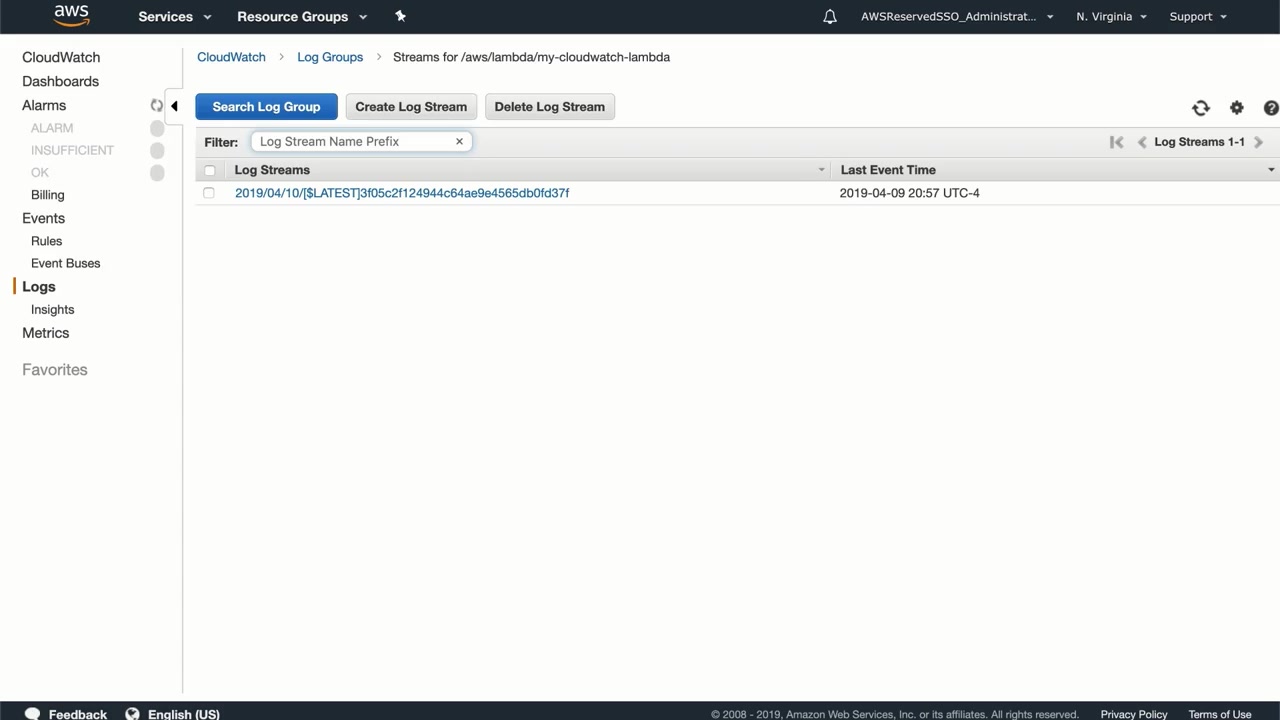 aws
Services
Resource Groups
AWSReservedSSO_Administrat...
N. Virginia
Support
CloudWatch
Dashboards
Alarms
ALARM
INSUFFICIENT
OK
Billing
Events
Rules
Event Buses
Logs
Insights
Metrics
Favorites
CloudWatch > Log Groups > Streams for /aws/lambda/my-cloudwatch-lambda
Search Log Group
Create Log Stream
Delete Log Stream
Filter: Log Stream Name Prefix ×
Log Streams 1-1
Log Streams
Last Event Time
2019/04/10/[$LATEST]3f05c2f124944c64ae9e4565db0fd37f
2019-04-09 20:57 UTC-4
Feedback
English (US)
© 2008 - 2019, Amazon Web Services, Inc. or its affiliates. All rights reserved.
Privacy Policy
Terms of Use